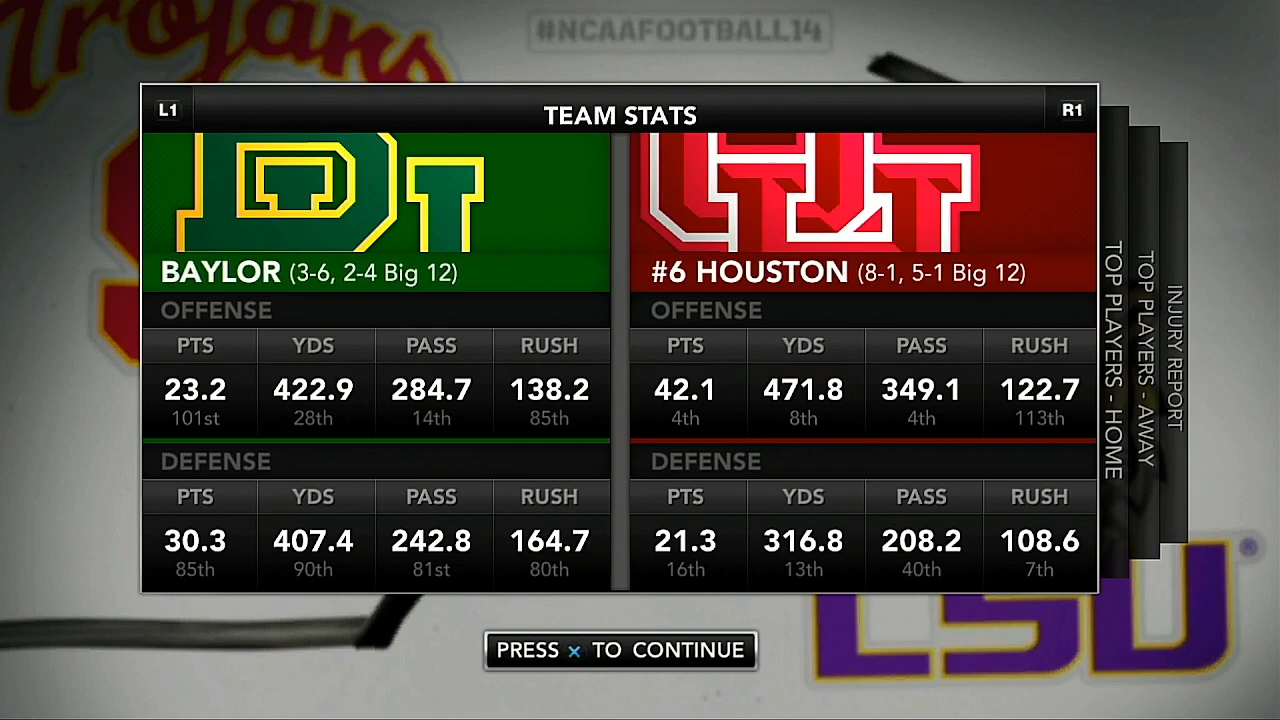 Trojans
#NCAAFOOTBALL14
L1 TEAM STATS R1
BAYLOR (3-6, 2-4 Big 12)
OFFENSE
PTS YDS PASS RUSH
23.2 422.9 284.7 138.2
101st 28th 14th 85th
DEFENSE
PTS YDS PASS RUSH
30.3 407.4 242.8 164.7
85th 90th 81st 80th
#6 HOUSTON (8-1, 5-1 Big 12)
OFFENSE
PTS YDS PASS RUSH
42.1 471.8 349.1 122.7
4th 8th 4th 113th
DEFENSE
PTS YDS PASS RUSH
21.3 316.8 208.2 108.6
16th 13th 40th 7th
TOP PLAYERS - HOME
TOP PLAYERS - AWAY
INJURY REPORT
LSU®
PRESS × TO CONTINUE